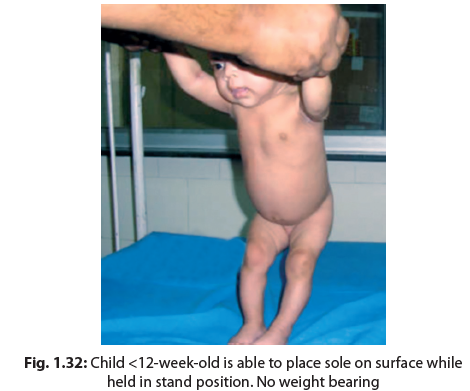 Fig. 1.32: Child <12-week-old is able to place sole on surface while
held in stand position. No weight bearing